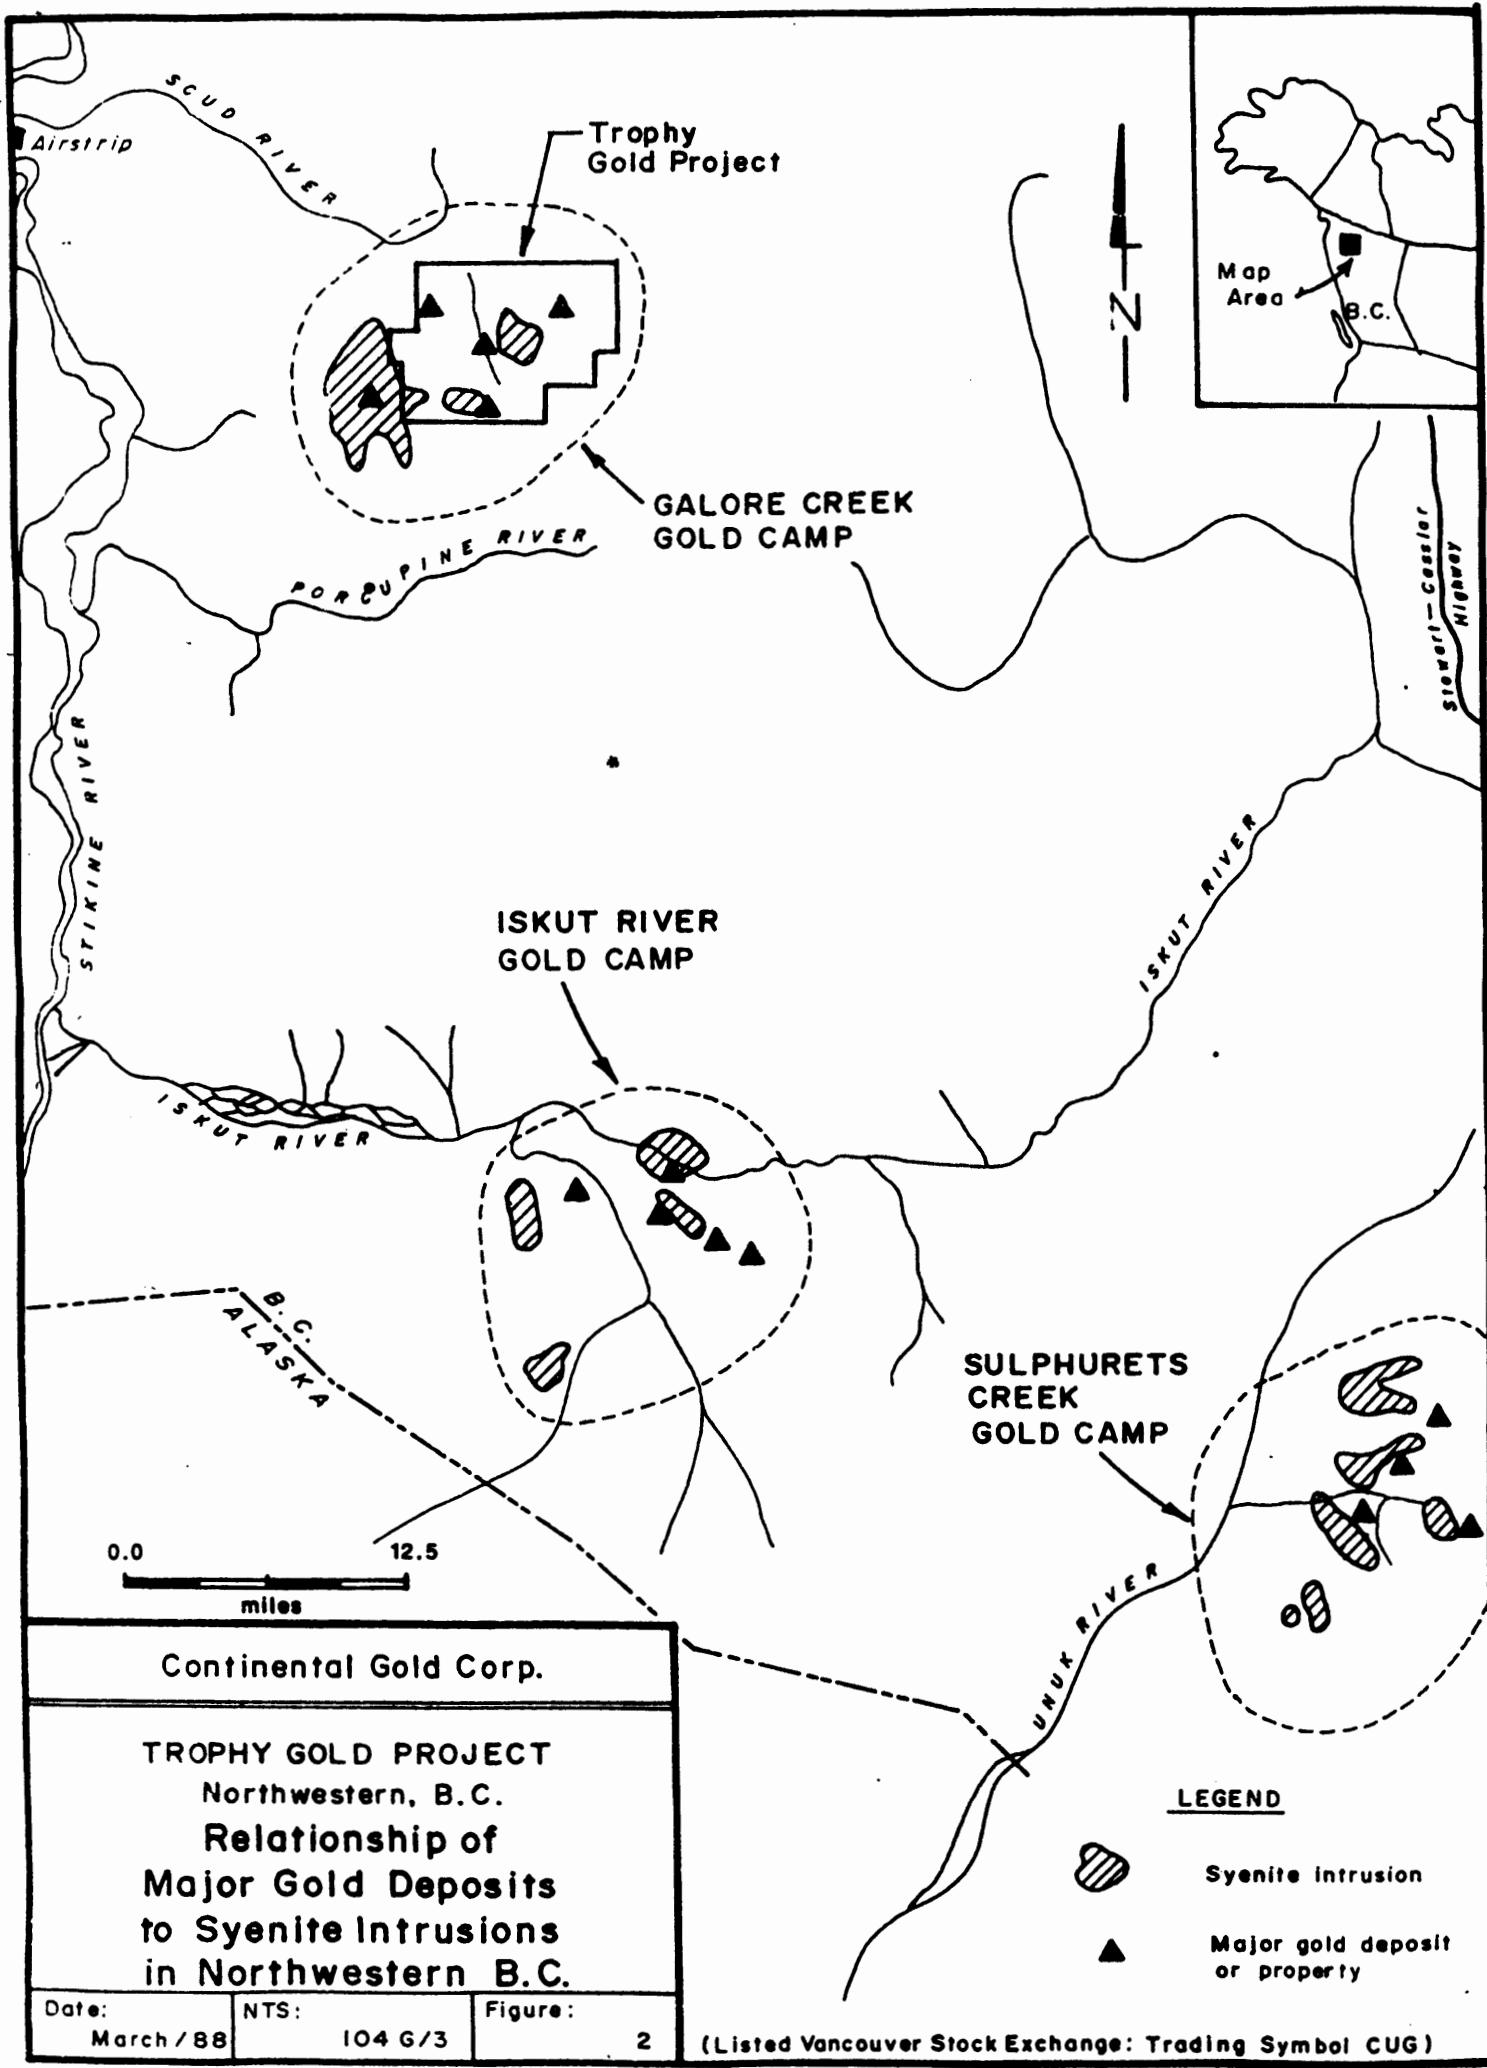 SCUD RIVER
Airstrip
Trophy
Gold Project
Map
Area
B.C.
N
GALORE CREEK
GOLD CAMP
PORCUPINE RIVER
Stewart-Cassiar
Highway
STIKINE RIVER
ISKUT RIVER
GOLD CAMP
ISKUT RIVER
ISKUT RIVER
B.C.
ALASKA
SULPHURETS
CREEK
GOLD CAMP
UNUK RIVER
0.0 12.5
miles
Continental Gold Corp.
TROPHY GOLD PROJECT
Northwestern, B.C.
Relationship of
Major Gold Deposits
to Syenite Intrusions
in Northwestern B.C.
Date:
March/88
NTS:
104 G/3
Figure:
2
LEGEND
Syenite intrusion
Major gold deposit
or property
(Listed Vancouver Stock Exchange: Trading Symbol CUG)